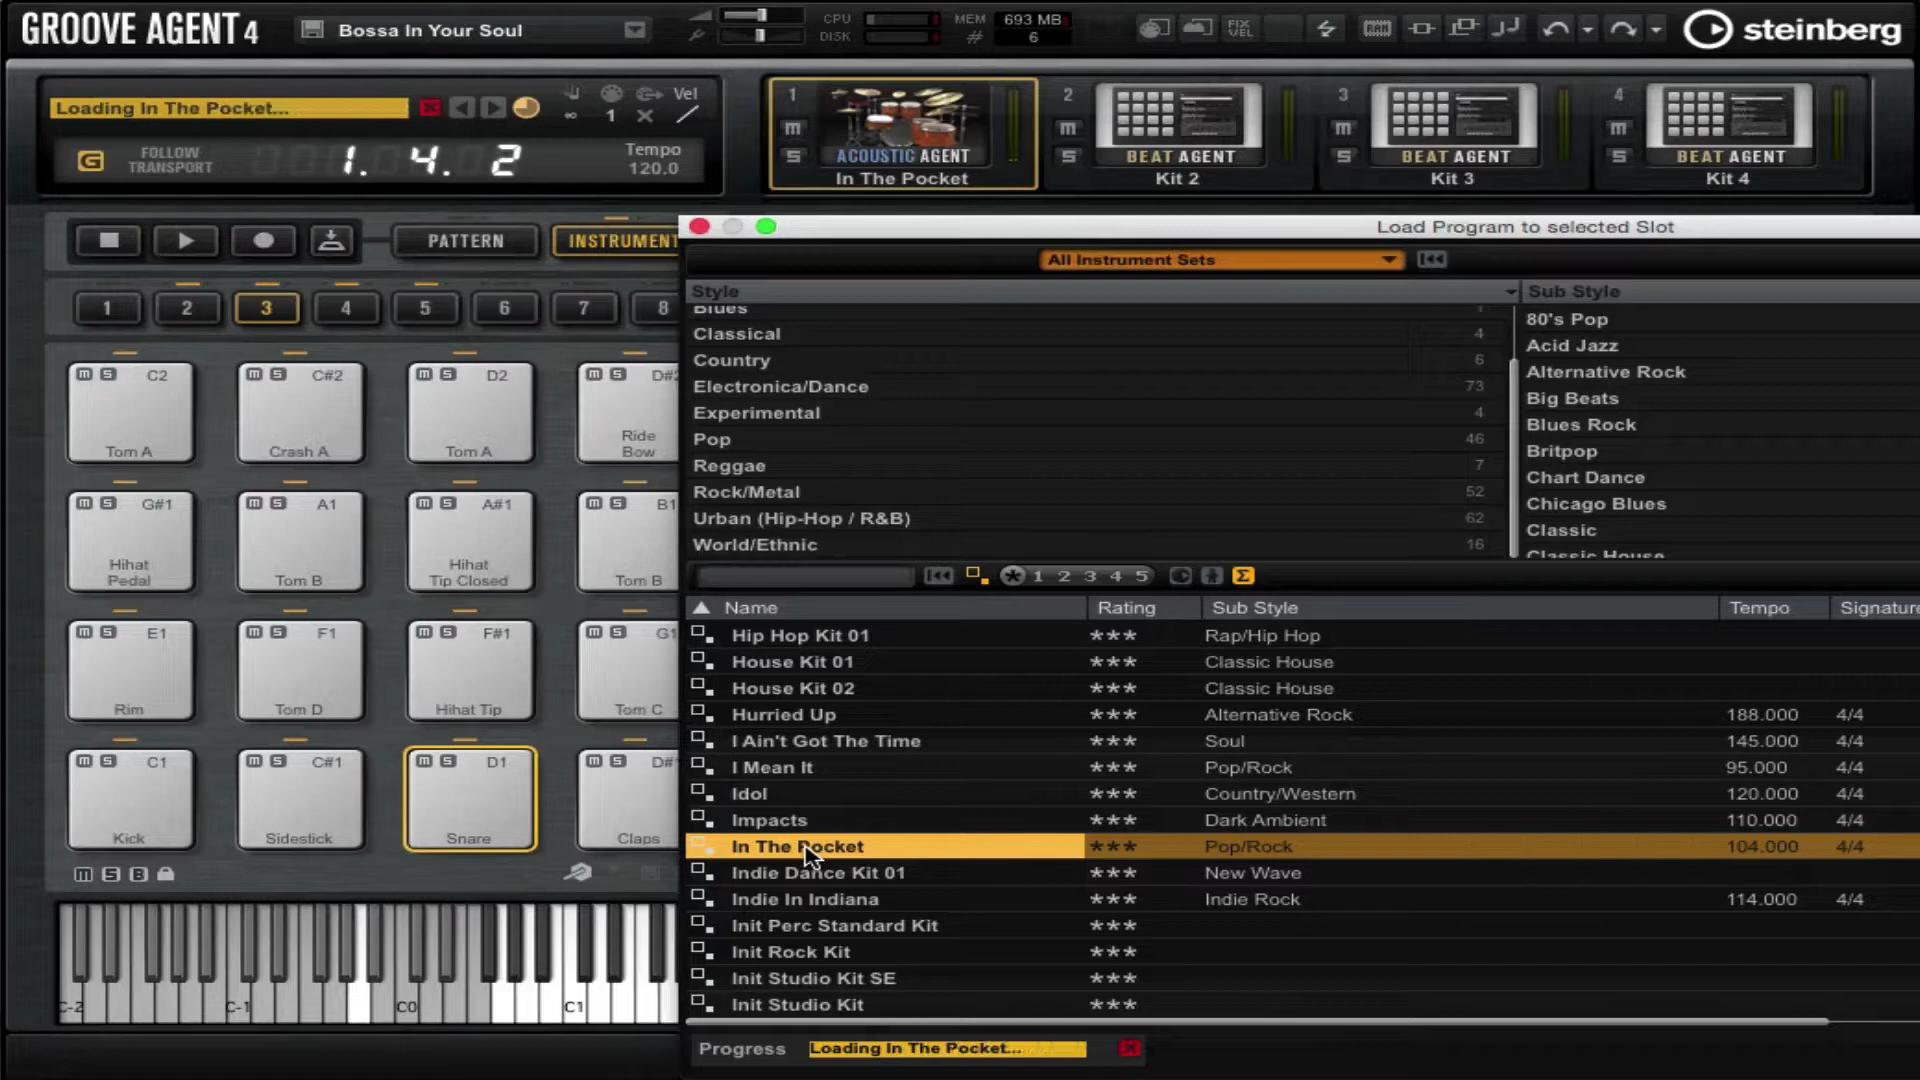 GROOVE AGENT 4
Bossa In Your Soul
CPU
DISK
MEM 693 MB
# 6
FIX VEL
steinberg
Loading In The Pocket...
1
Vel
G FOLLOW TRANSPORT
1. 4. 2
Tempo
120.0
1 m S ACOUSTIC AGENT In The Pocket
2 m S BEAT AGENT Kit 2
3 m S BEAT AGENT Kit 3
4 m S BEAT AGENT Kit 4
PATTERN
INSTRUMENT
1 2 3 4 5 6 7 8
m S C2 Tom A
m S C#2 Crash A
m S D2 Tom A
m S D#2 Ride Bow
m S G#1 Hihat Pedal
m S A1 Tom B
m S A#1 Hihat Tip Closed
m S B1 Tom B
m S E1 Rim
m S F1 Tom D
m S F#1 Hihat Tip
m S G1 Tom C
m S C1 Kick
m S C#1 Sidestick
m S D1 Snare
m S D# Claps
m S B
C-2 C-1 C0 C1
Load Program to selected Slot
All Instrument Sets
Style
Blues 1
Classical 4
Country 6
Electronica/Dance 73
Experimental 4
Pop 46
Reggae 7
Rock/Metal 52
Urban (Hip-Hop / R&B) 62
World/Ethnic 16
Sub Style
80's Pop
Acid Jazz
Alternative Rock
Big Beats
Blues Rock
Britpop
Chart Dance
Chicago Blues
Classic
Classic House
* 1 2 3 4 5 Σ
Name Rating Sub Style Tempo Signature
Hip Hop Kit 01 *** Rap/Hip Hop
House Kit 01 *** Classic House
House Kit 02 *** Classic House
Hurried Up *** Alternative Rock 188.000 4/4
I Ain't Got The Time *** Soul 145.000 4/4
I Mean It *** Pop/Rock 95.000 4/4
Idol *** Country/Western 120.000 4/4
Impacts *** Dark Ambient 110.000 4/4
In The Pocket *** Pop/Rock 104.000 4/4
Indie Dance Kit 01 *** New Wave
Indie In Indiana *** Indie Rock 114.000 4/4
Init Perc Standard Kit ***
Init Rock Kit ***
Init Studio Kit SE ***
Init Studio Kit ***
Progress Loading In The Pocket...